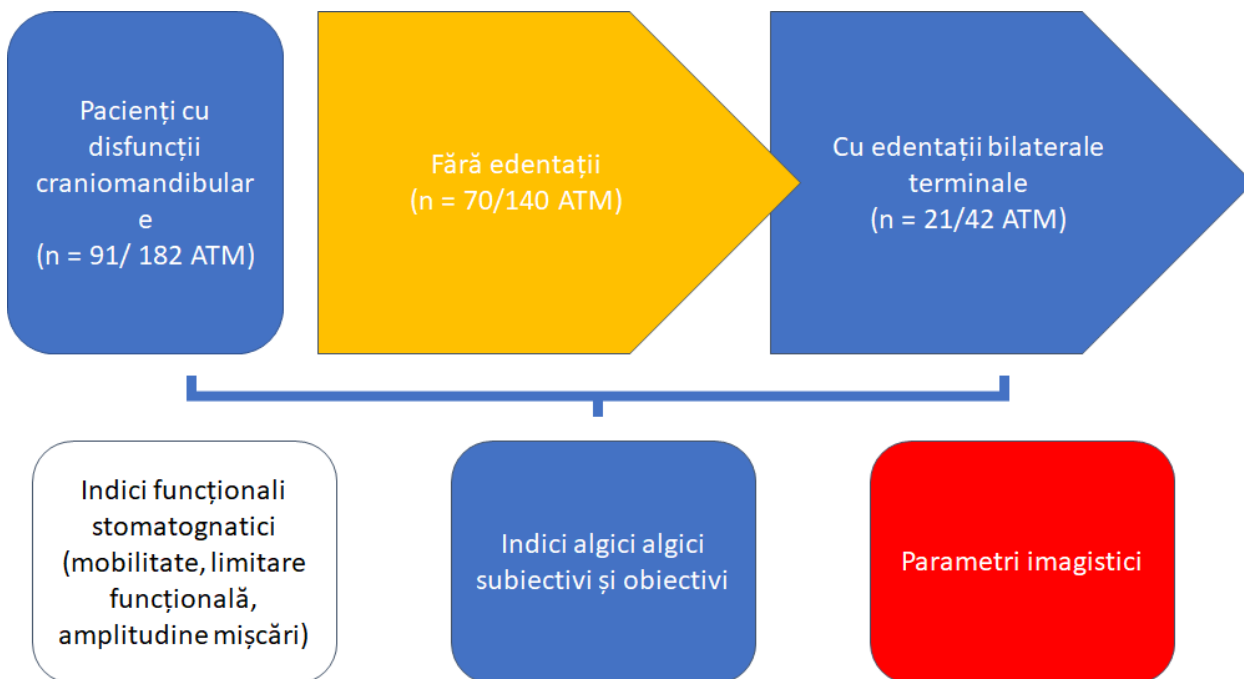 Pacienți cu
disfuncții
craniomandibular
e
(n = 91/ 182 ATM)
Fără edentații
(n = 70/140 ATM)
Cu edentații bilaterale
terminale
(n = 21/42 ATM)
Indici funcționali
stomatognatici
(mobilitate, limitare
funcțională,
amplitudine mișcări)
Indici algici algici
subiectivi și obiectivi
Parametri imagistici